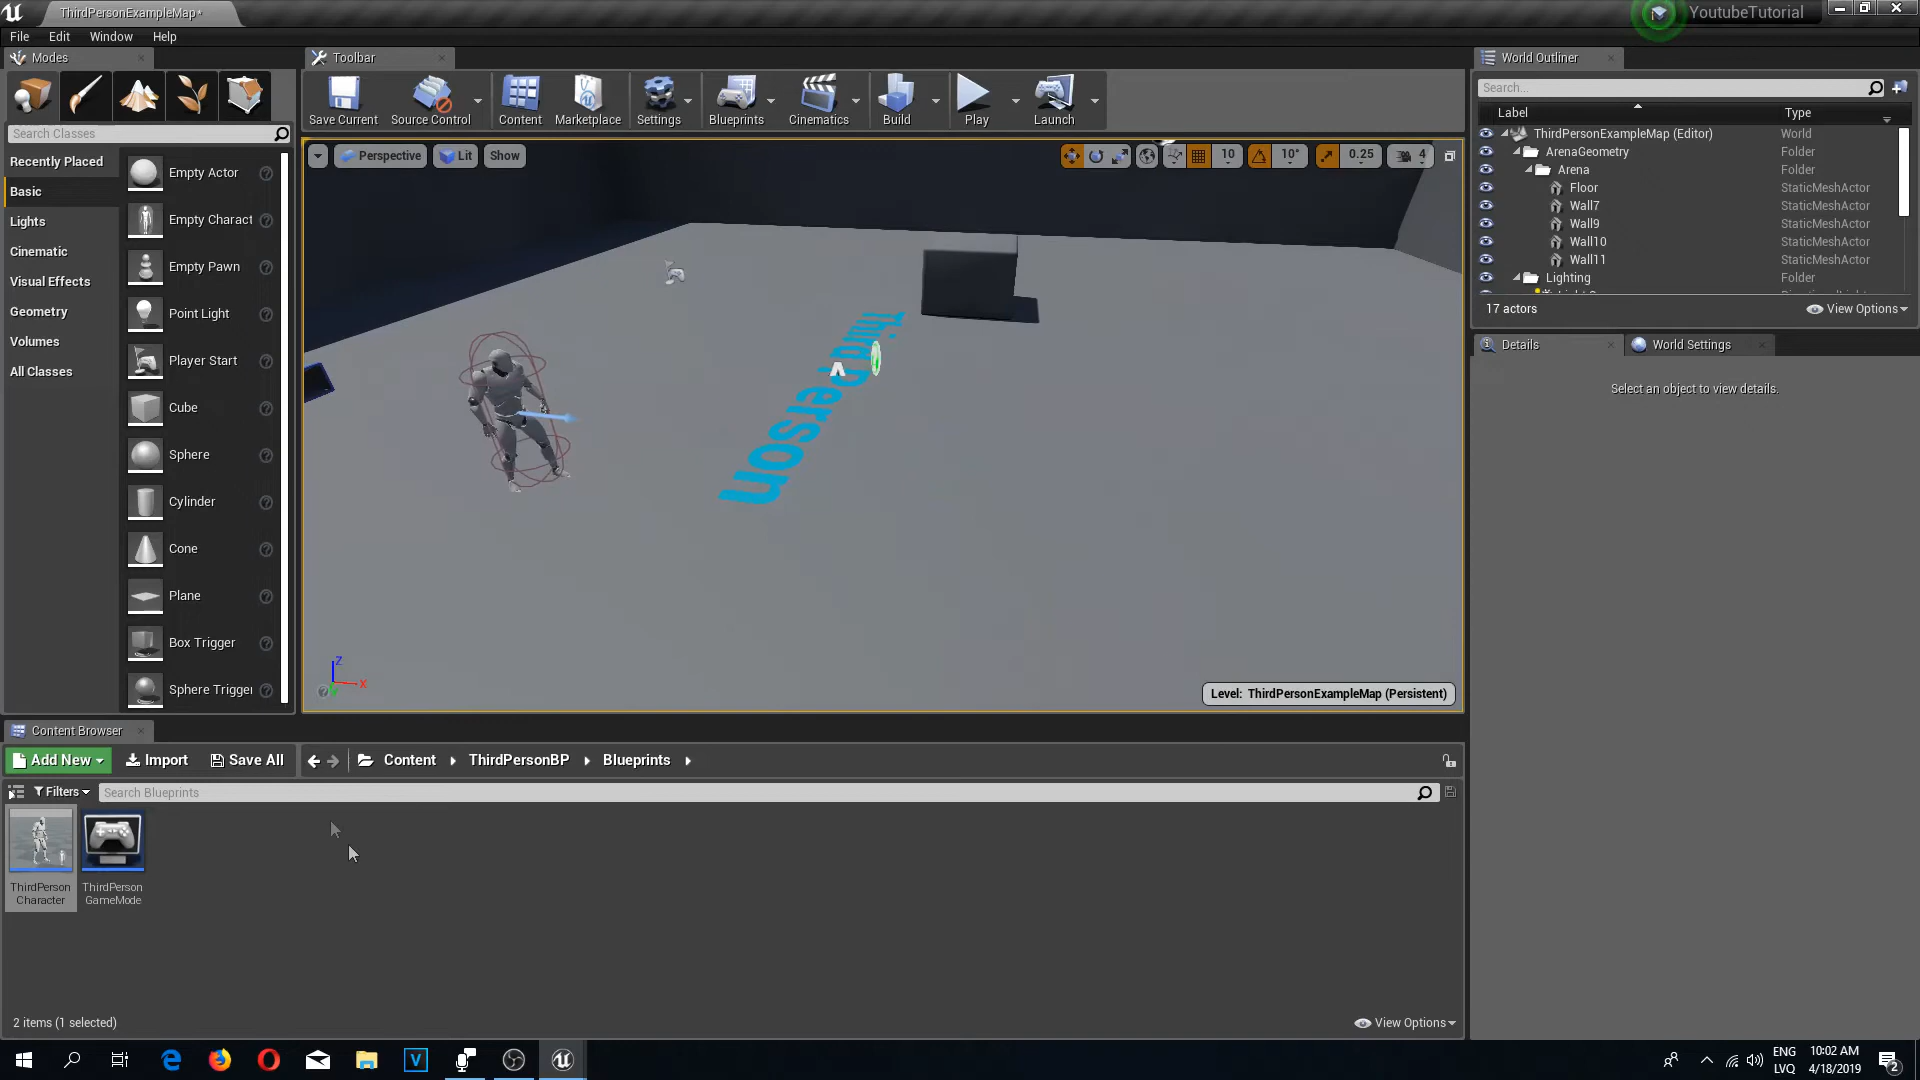 ThirdPersonExampleMap*
YoutubeTutorial
File Edit Window Help
Modes
Toolbar
World Outliner
Save Current
Source Control
Content
Marketplace
Settings
Blueprints
Cinematics
Build
Play
Launch
Search...
Label Type
Search Classes
Recently Placed
Basic
Lights
Cinematic
Visual Effects
Geometry
Volumes
All Classes
Empty Actor
Empty Charact
Empty Pawn
Point Light
Player Start
Cube
Sphere
Cylinder
Cone
Plane
Box Trigger
Sphere Trigger
Perspective Lit Show
10 10° 0.25 4
ThirdPerson
Z
X
Level: ThirdPersonExampleMap (Persistent)
ThirdPersonExampleMap (Editor) World
ArenaGeometry Folder
Arena Folder
Floor StaticMeshActor
Wall7 StaticMeshActor
Wall9 StaticMeshActor
Wall10 StaticMeshActor
Wall11 StaticMeshActor
Lighting Folder
17 actors View Options
Details World Settings
Select an object to view details.
Content Browser
Add New Import Save All Content ThirdPersonBP Blueprints
Filters Search Blueprints
ThirdPerson
Character
ThirdPerson
GameMode
2 items (1 selected) View Options
V
ENG
LVQ
10:02 AM
4/18/2019
2